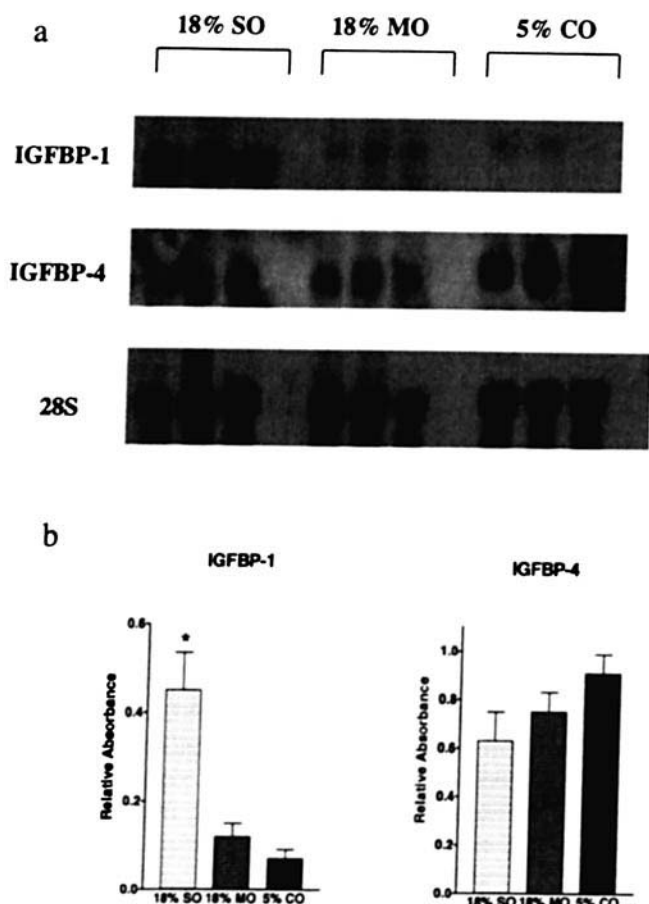 a
18% SO 18% MO 5% CO
IGFBP-1
IGFBP-4
28S
b
IGFBP-1
Relative Absorbance
0.6
*
0.4
0.2
0.0
18% SO 18% MO 5% CO
IGFBP-4
Relative Absorbance
1.0
0.8
0.6
0.4
0.2
0.0
18% SO 18% MO 5% CO